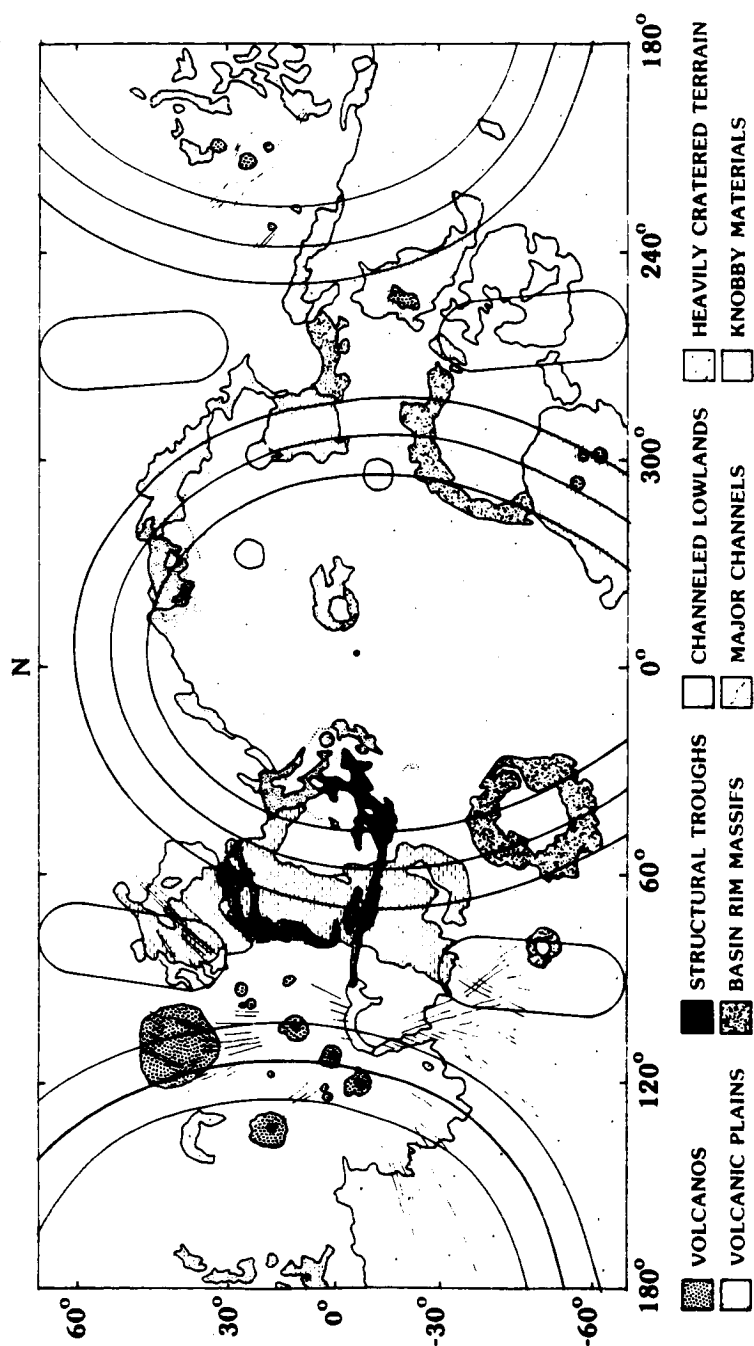 N
60°
30°
0°
-30°
-60°
180° 120° 60° 0° 300° 240° 180°
VOLCANOS STRUCTURAL TROUGHS CHANNELED LOWLANDS HEAVILY CRATERED TERRAIN
VOLCANIC PLAINS BASIN RIM MASSIFS MAJOR CHANNELS KNOBBY MATERIALS